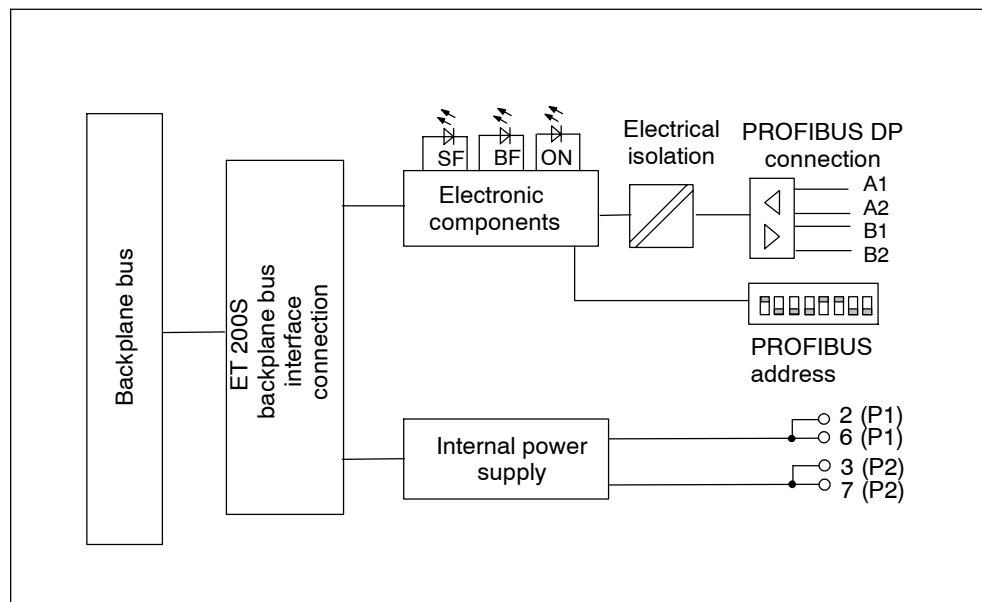 Backplane bus
ET 200S
backplane bus
interface
connection
SF
BF
ON
Electronic
components
Electrical
isolation
PROFIBUS DP
connection
A1
A2
B1
B2
PROFIBUS
address
Internal power
supply
2 (P1)
6 (P1)
3 (P2)
7 (P2)